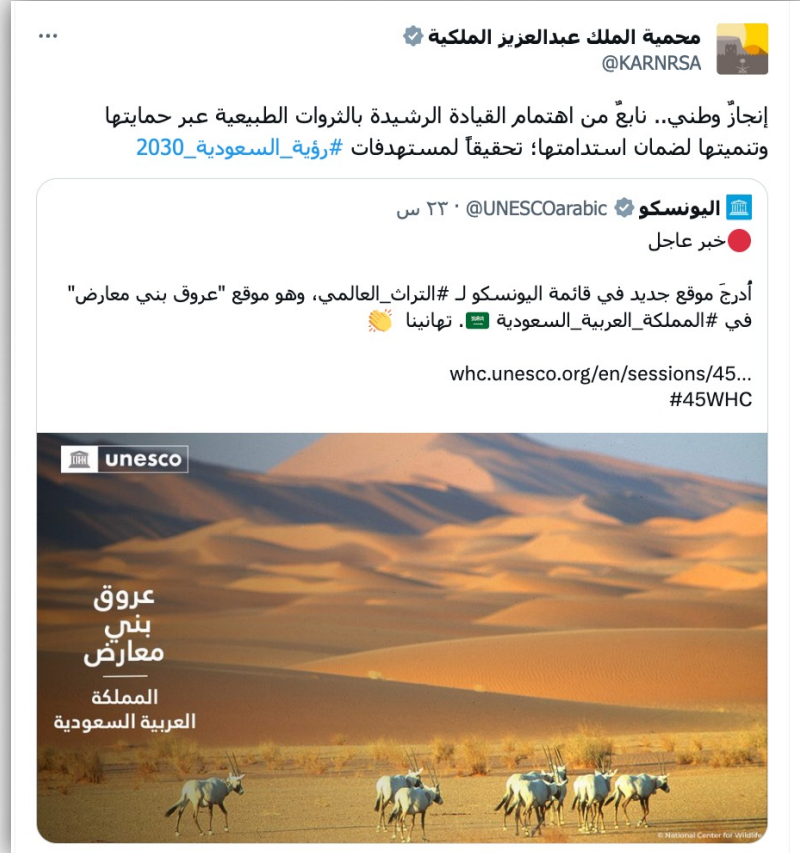 محمية الملك عبدالعزيز الملكية
@KARNRSA
إنجازٌ وطني.. نابعٌ من اهتمام القيادة الرشيدة بالثروات الطبيعية عبر حمايتها
وتنميتها لضمان استدامتها؛ تحقيقاً لمستهدفات #رؤية_السعودية_2030
اليونسكو @UNESCOarabic · ٢٣ س
خبر عاجل
أُدرجَ موقع جديد في قائمة اليونسكو لـ #التراث_العالمي، وهو موقع "عروق بني معارض"
في #المملكة_العربية_السعودية 🇸🇦. تهانينا 👏
whc.unesco.org/en/sessions/45...
#45WHC
unesco
عروق
بني
معارض
المملكة
العربية السعودية
© National Center for Wildlife